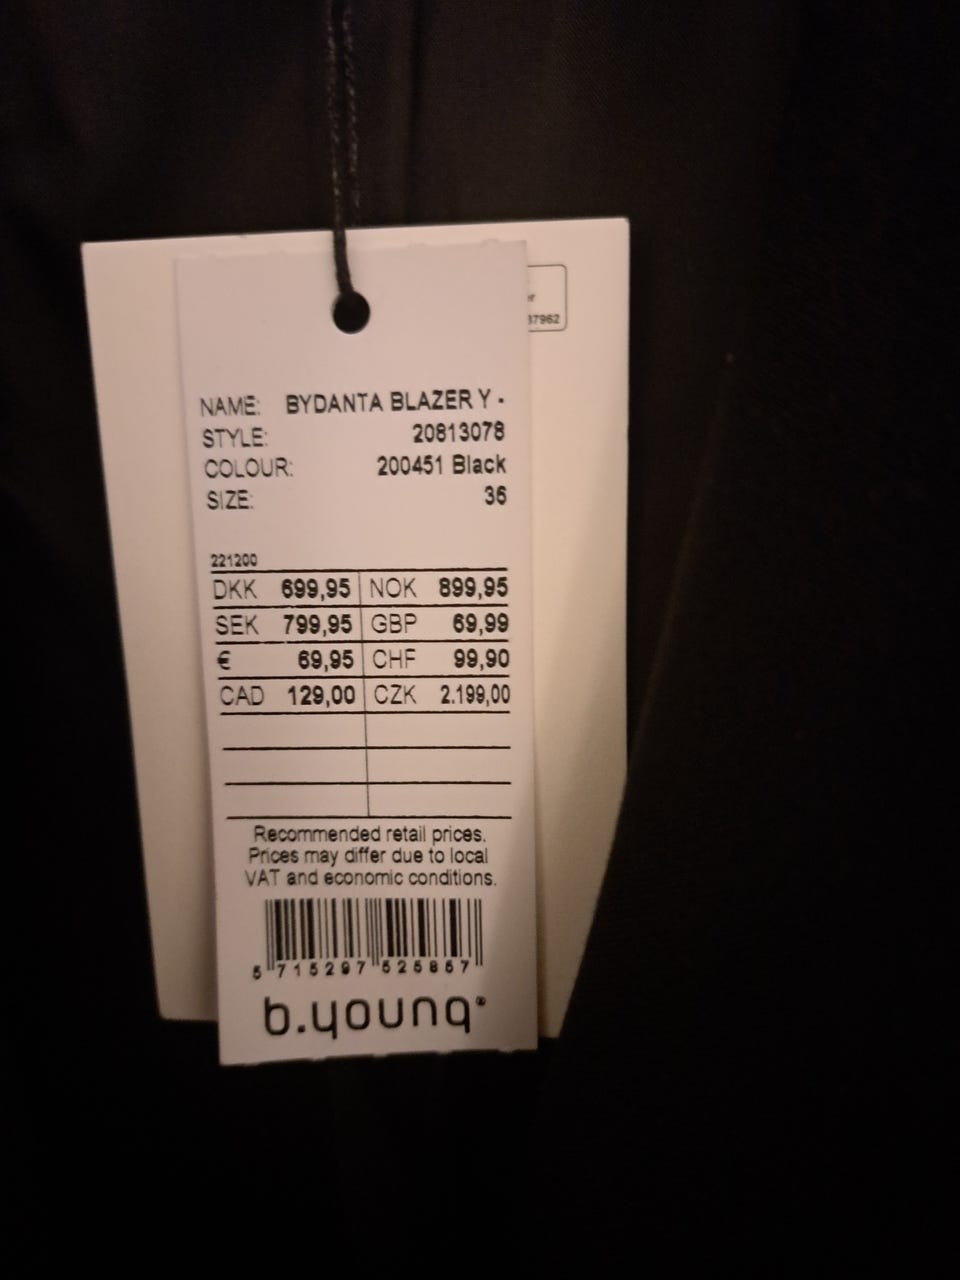 NAME: BYDANTA BLAZER Y -
STYLE: 20813078
COLOUR: 200451 Black
SIZE: 36
221200
DKK 699,95 NOK 899,95
SEK 799,95 GBP 69,99
€ 69,95 CHF 99,90
CAD 129,00 CZK 2.199,00
Recommended retail prices.
Prices may differ due to local
VAT and economic conditions.
5 715297 525857
b.young®